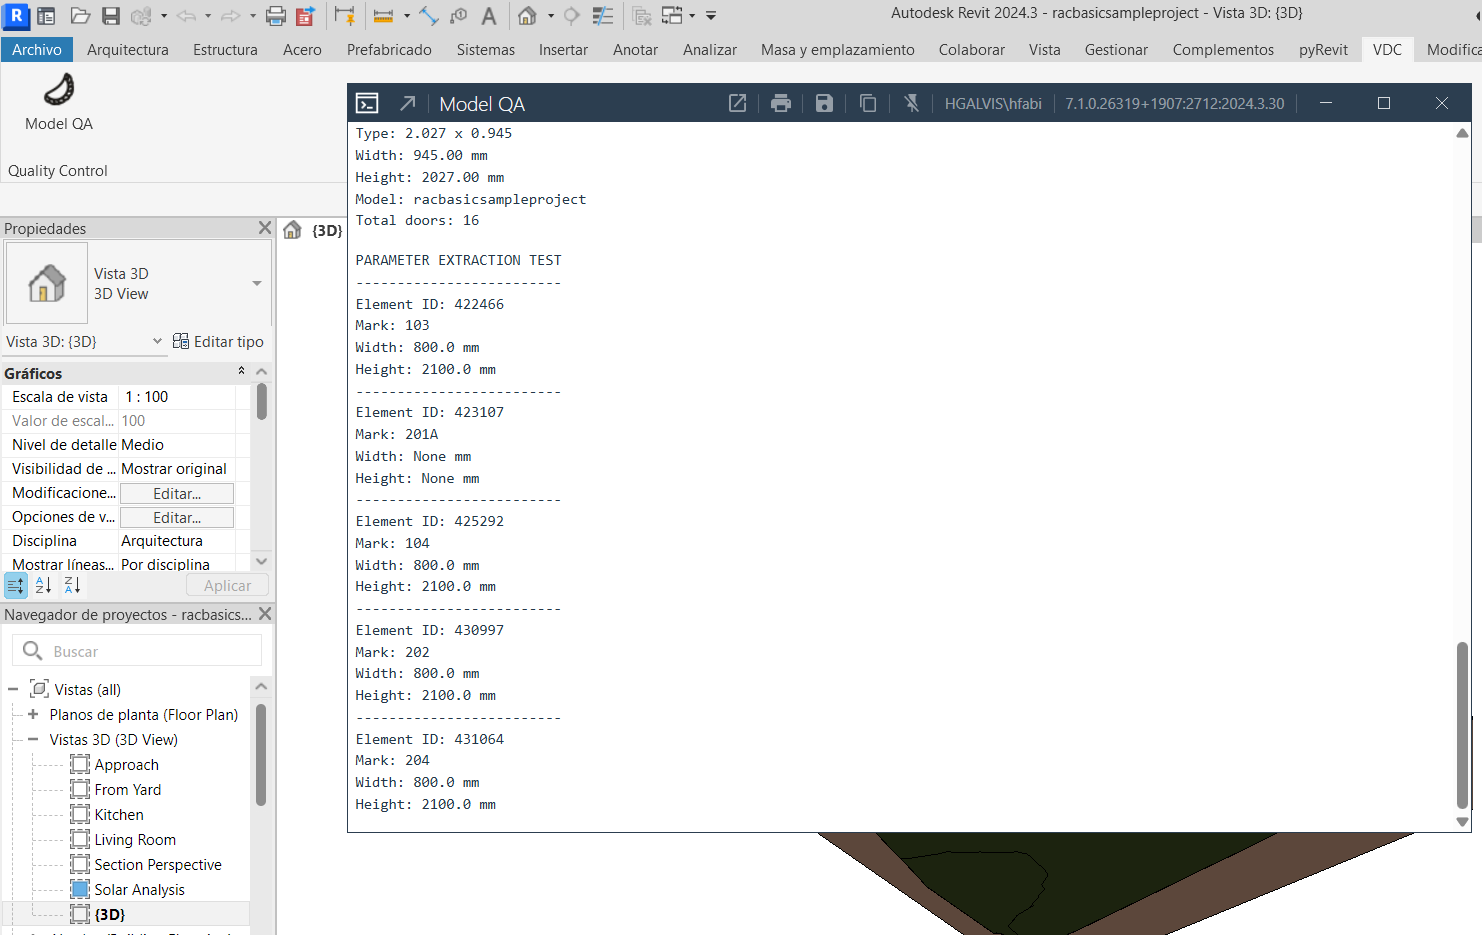 R
Autodesk Revit 2024.3 - racbasicsampleproject - Vista 3D: {3D}
Archivo Arquitectura Estructura Acero Prefabricado Sistemas Insertar Anotar Analizar Masa y emplazamiento Colaborar Vista Gestionar Complementos pyRevit VDC Modifica
Model QA
Quality Control
Model QA HGALVIS\hfabi 7.1.0.26319+1907:2712:2024.3.30
Type: 2.027 x 0.945
Width: 945.00 mm
Height: 2027.00 mm
Model: racbasicsampleproject
Total doors: 16
PARAMETER EXTRACTION TEST
-------------------------
Element ID: 422466
Mark: 103
Width: 800.0 mm
Height: 2100.0 mm
-------------------------
Element ID: 423107
Mark: 201A
Width: None mm
Height: None mm
-------------------------
Element ID: 425292
Mark: 104
Width: 800.0 mm
Height: 2100.0 mm
-------------------------
Element ID: 430997
Mark: 202
Width: 800.0 mm
Height: 2100.0 mm
-------------------------
Element ID: 431064
Mark: 204
Width: 800.0 mm
Height: 2100.0 mm
Propiedades
{3D}
Vista 3D
3D View
Vista 3D: {3D} Editar tipo
Gráficos
Escala de vista 1 : 100
Valor de escal... 100
Nivel de detalle Medio
Visibilidad de ... Mostrar original
Modificacione... Editar...
Opciones de v... Editar...
Disciplina Arquitectura
Mostrar líneas... Por disciplina
Aplicar
Navegador de proyectos - racbasics...
Buscar
Vistas (all)
Planos de planta (Floor Plan)
Vistas 3D (3D View)
Approach
From Yard
Kitchen
Living Room
Section Perspective
Solar Analysis
{3D}